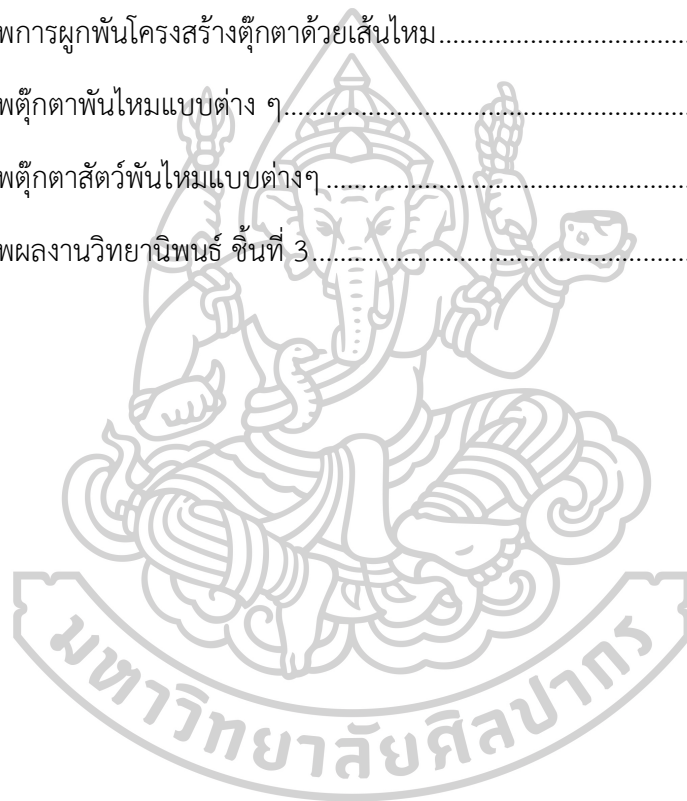 พการผูกพันโครงสร้างตุ๊กตาด้วยเส้นไหม..................................
พตุ๊กตาพันไหมแบบต่าง ๆ.......................................................
พตุ๊กตาสัตว์พันไหมแบบต่างๆ .................................................
พผลงานวิทยานิพนธ์ ชิ้นที่ 3...................................................
มหาวิทยาลัยศิลปากร